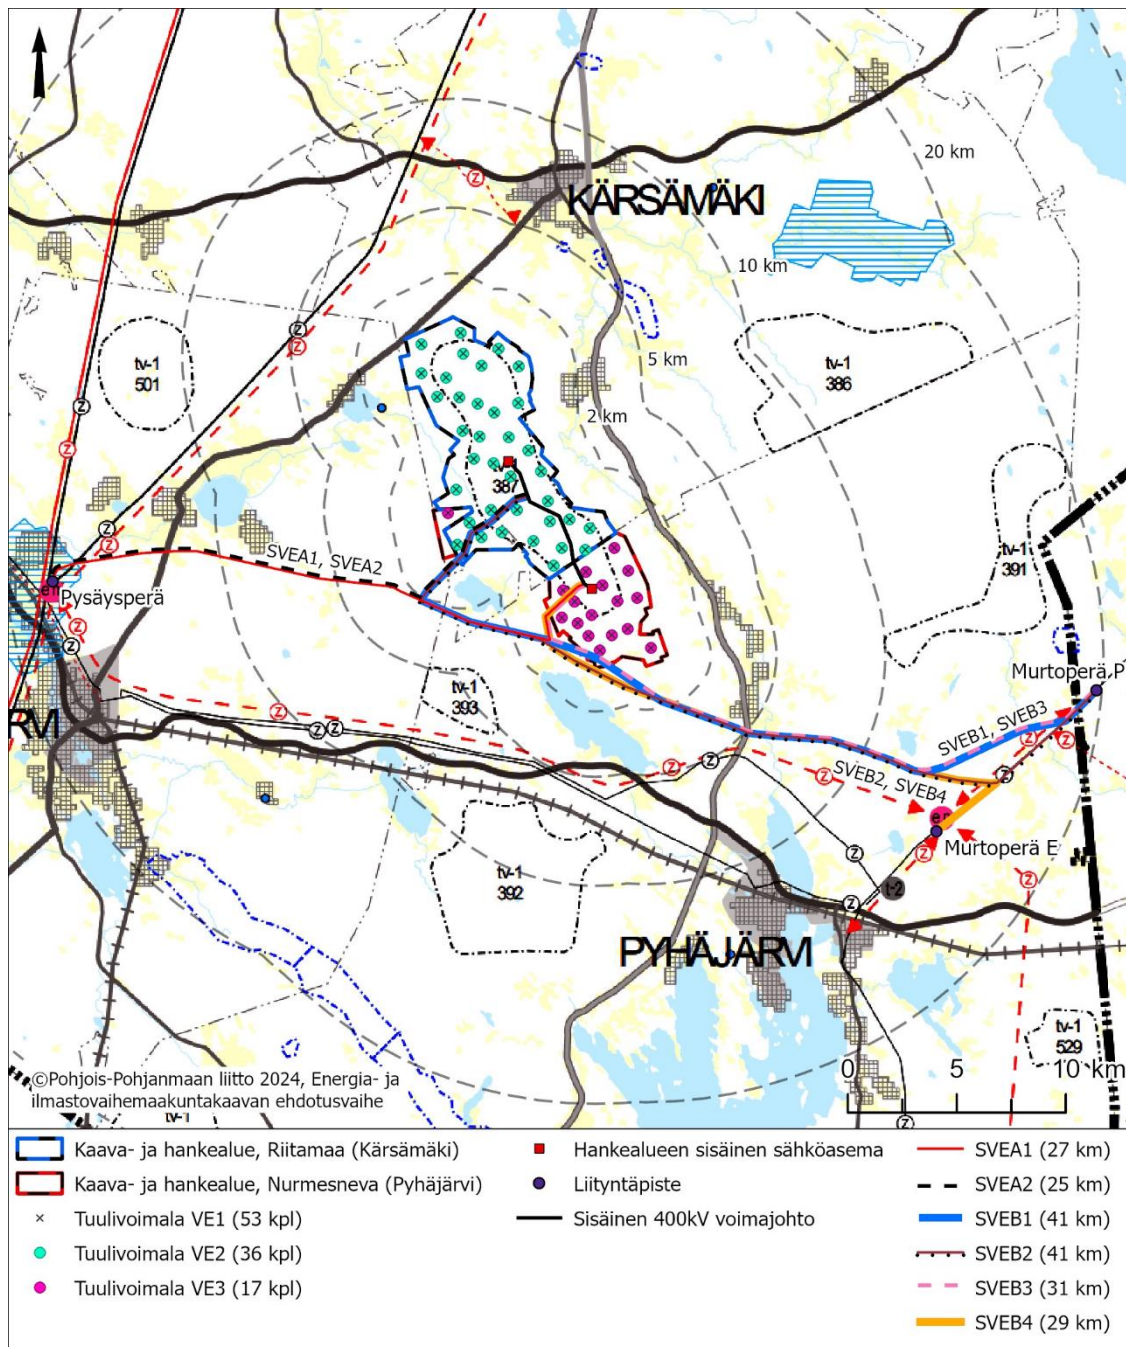 20 km
Z
KÄRSÄMÄKI
10 km
Z
Z
tv-1
501
5 km
tv-1
386
Z
2 km
Z
387
Z
Z
SVEA1, SVEA2
tv-1
391
Pysäysperä
Z
Z
tv-1
393
Murtoperä P
RVI
Z
Z Z
SVEB1, SVEB3
Z
Z
Z
Z
SVEB2, SVEB4
Z
Murtoperä E
Z
Z
tv-1
392
t-2
Z
Z
PYHÄJÄRVI
tv-1
529
©Pohjois-Pohjanmaan liitto 2024, Energia- ja
ilmastovaihemaakuntakaavan ehdotusvaihe
0 5 10 km
tv-1
Z
Kaava- ja hankealue, Riitamaa (Kärsämäki)
Kaava- ja hankealue, Nurmesneva (Pyhäjärvi)
Tuulivoimala VE1 (53 kpl)
Tuulivoimala VE2 (36 kpl)
Tuulivoimala VE3 (17 kpl)
Hankealueen sisäinen sähköasema
Liityntäpiste
Sisäinen 400kV voimajohto
SVEA1 (27 km)
SVEA2 (25 km)
SVEB1 (41 km)
SVEB2 (41 km)
SVEB3 (31 km)
SVEB4 (29 km)